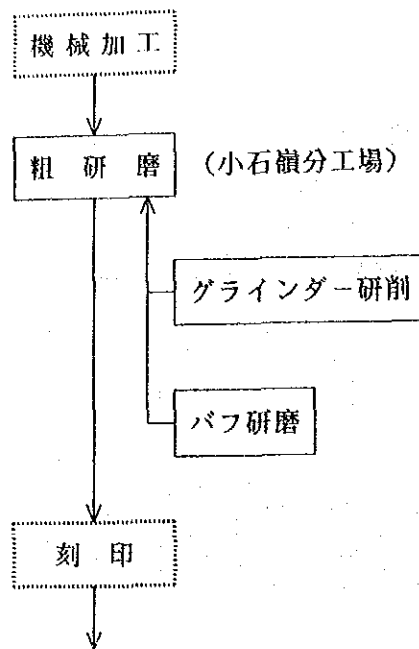 機械加工
粗研磨 (小石嶺分工場)
グラインダー研削
バフ研磨
刻印